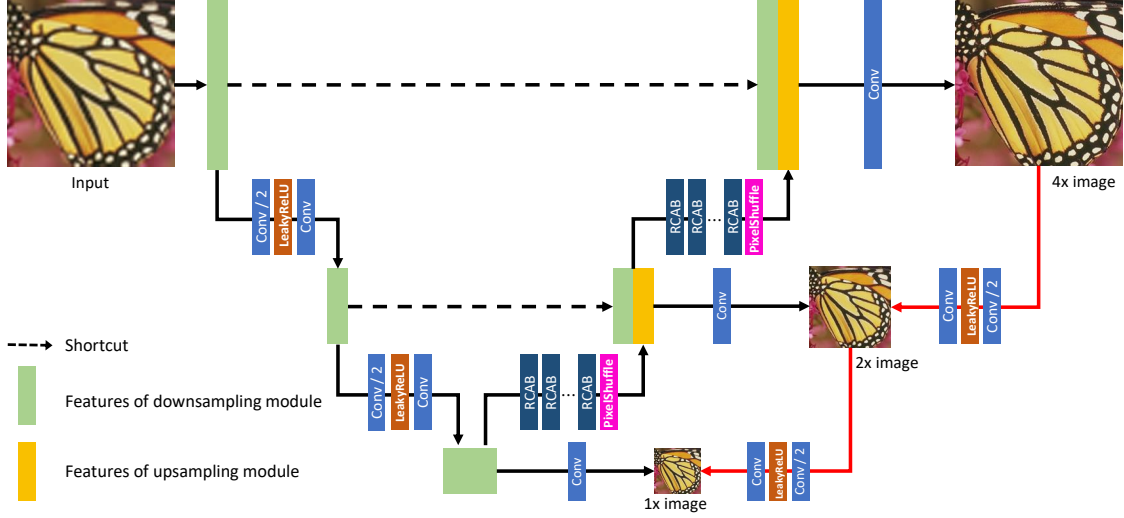 Input
4x image
Conv
Conv / 2
LeakyReLU
Conv
RCAB
RCAB
...
RCAB
PixelShuffle
Conv
Conv
LeakyReLU
Conv / 2
2x image
Shortcut
Features of downsampling module
Features of upsampling module
Conv / 2
LeakyReLU
Conv
RCAB
RCAB
...
RCAB
PixelShuffle
Conv
1x image
Conv
LeakyReLU
Conv / 2